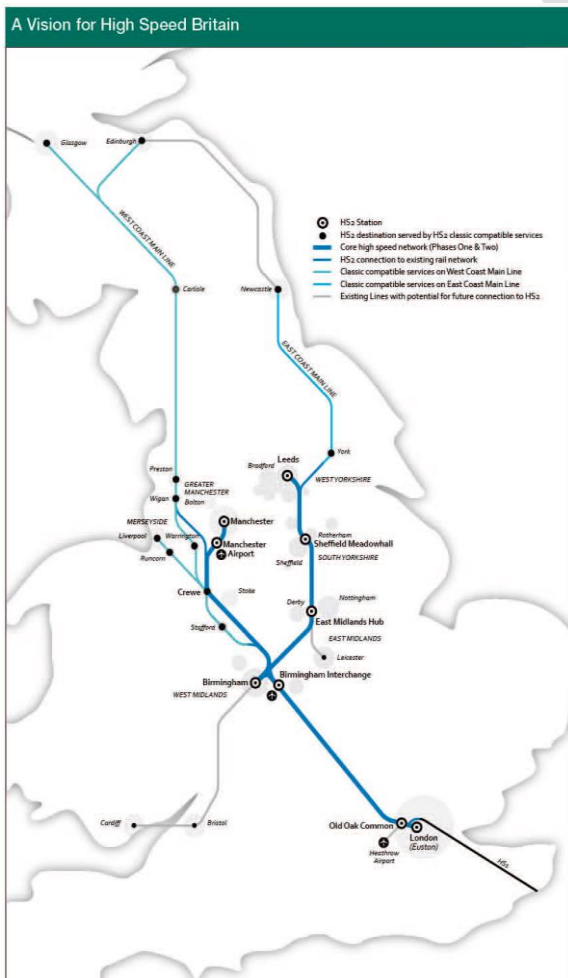 A Vision for High Speed Britain
Glasgow
Edinburgh
HS2 Station
HS2 destination served by HS2 classic compatible services
Core high speed network (Phases One & Two)
HS2 connection to existing rail network
Classic compatible services on West Coast Main Line
Classic compatible services on East Coast Main Line
Existing Lines with potential for future connection to HS2
WEST COAST MAIN LINE
Carlisle
Newcastle
EAST COAST MAIN LINE
York
Leeds
Bradford
WEST YORKSHIRE
Preston
GREATER
MANCHESTER
Wigan
Bolton
MERSEYSIDE
Manchester
Liverpool
Warrington
Manchester
Airport
Runcorn
Rotherham
Sheffield Meadowhall
SOUTH YORKSHIRE
Sheffield
Crewe
Stoke
Derby
Nottingham
East Midlands Hub
EAST MIDLANDS
Stafford
Leicester
Birmingham
Birmingham Interchange
WEST MIDLANDS
Cardiff
Bristol
Old Oak Common
London
(Euston)
Heathrow
Airport
HS1